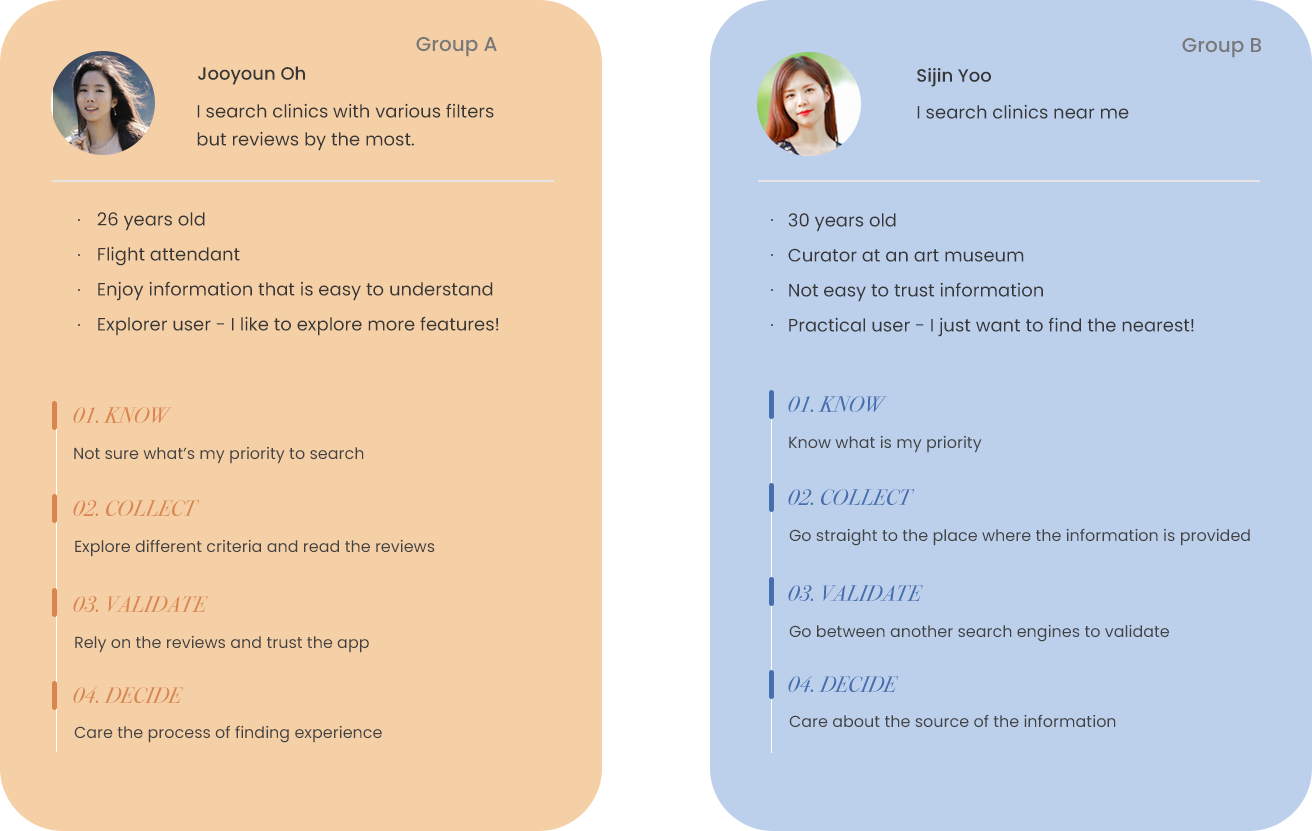 Group A
Jooyoun Oh
I search clinics with various filters
but reviews by the most.
· 26 years old
· Flight attendant
· Enjoy information that is easy to understand
· Explorer user - I like to explore more features!
01. KNOW
Not sure what's my priority to search
02. COLLECT
Explore different criteria and read the reviews
03. VALIDATE
Rely on the reviews and trust the app
04. DECIDE
Care the process of finding experience
Group B
Sijin Yoo
I search clinics near me
· 30 years old
· Curator at an art museum
· Not easy to trust information
· Practical user - I just want to find the nearest!
01. KNOW
Know what is my priority
02. COLLECT
Go straight to the place where the information is provided
03. VALIDATE
Go between another search engines to validate
04. DECIDE
Care about the source of the information